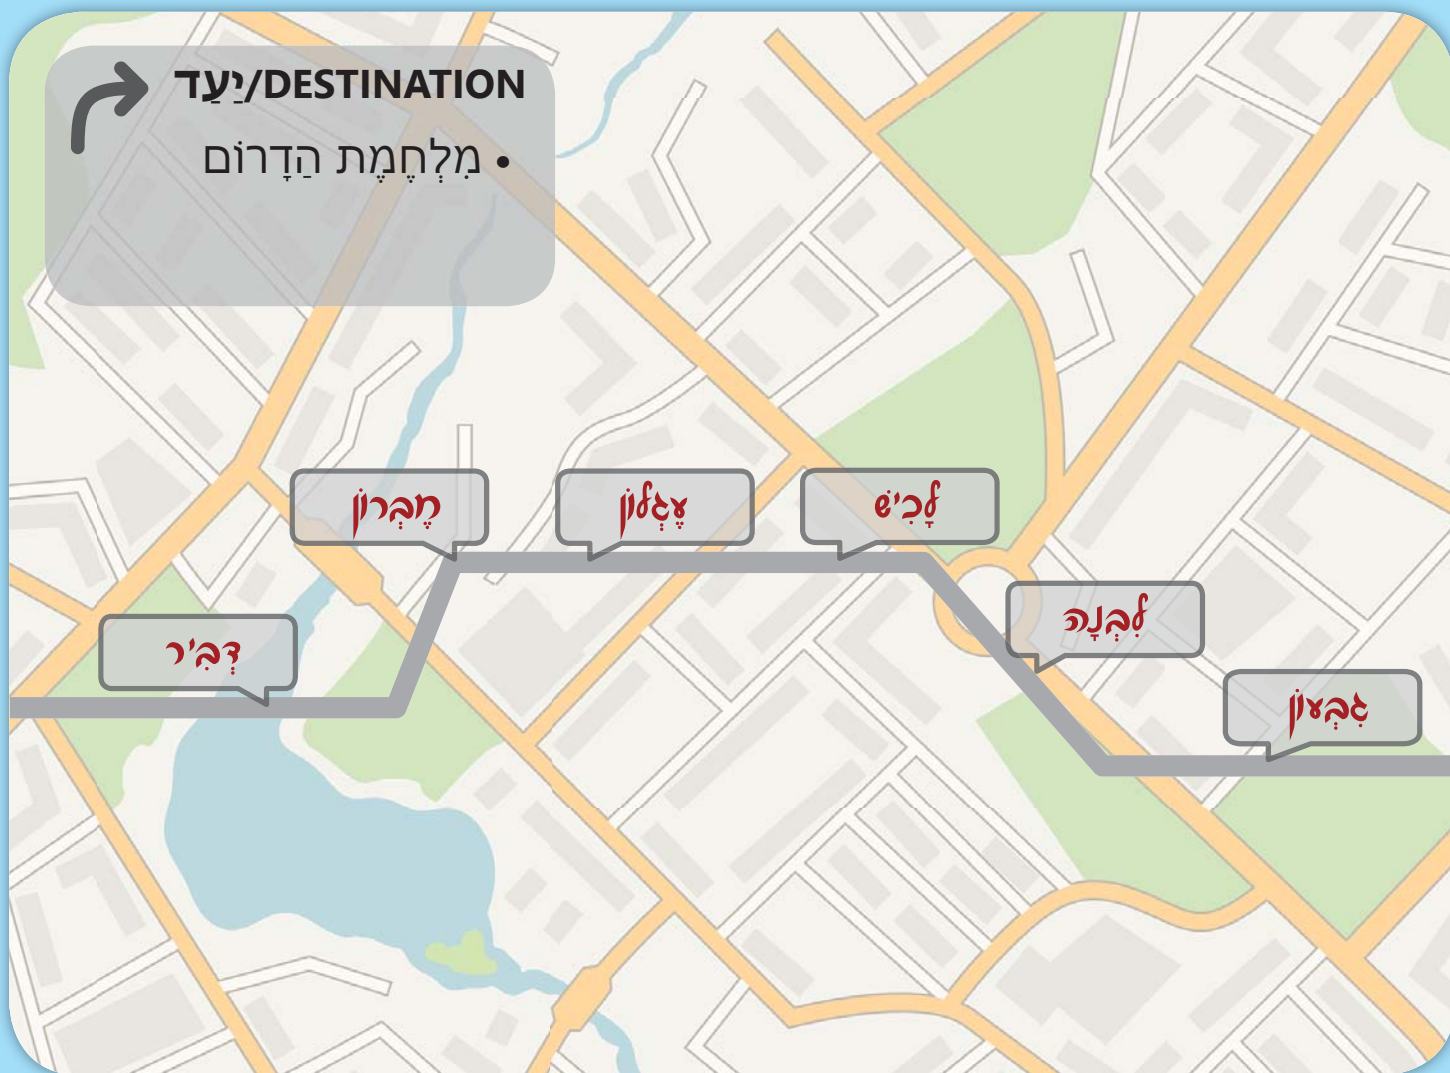 יַעַד/DESTINATION
• מִלְחֶמֶת הַדָרוֹם
גִבְעוֹן
לִבְנָה
לָכִישׁ
עֶגְלוֹן
חֶבְרוֹן
דְבִיר